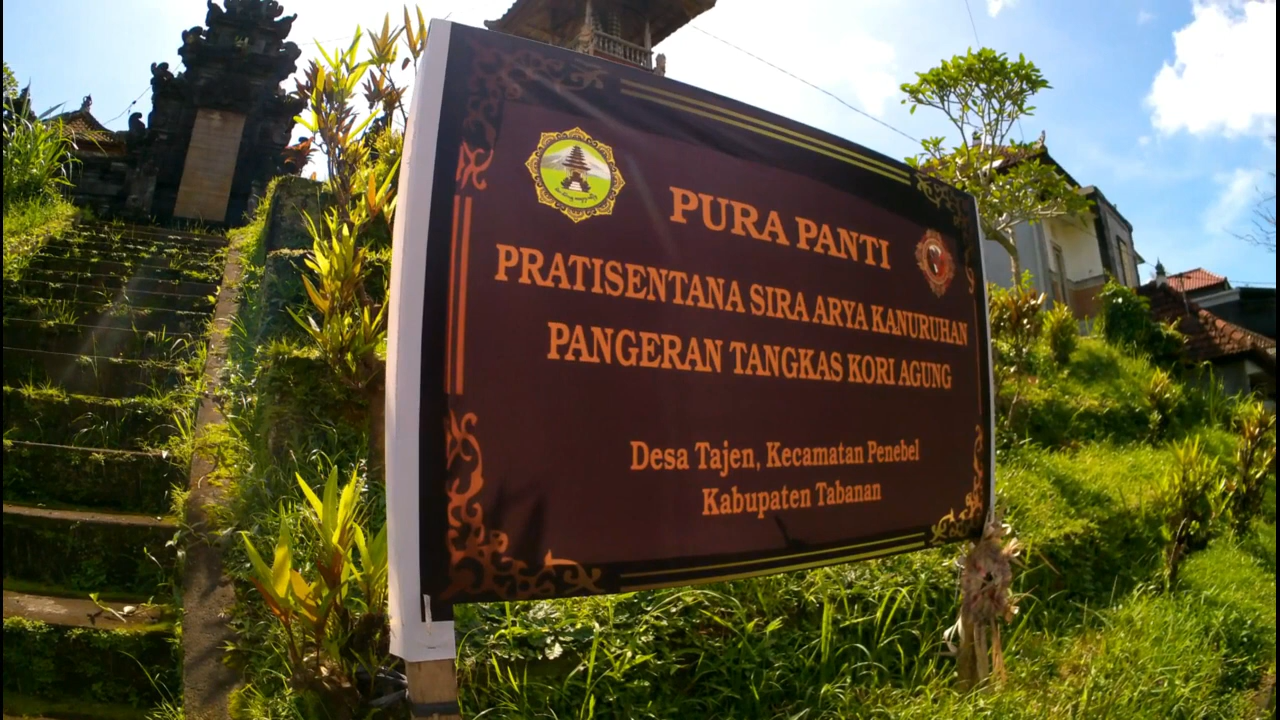 PURA PANTI
PRATISENTANA SIRA ARYA KANURUHAN
PANGERAN TANGKAS KORI AGUNG
Desa Tajen, Kecamatan Penebel
Kabupaten Tabanan